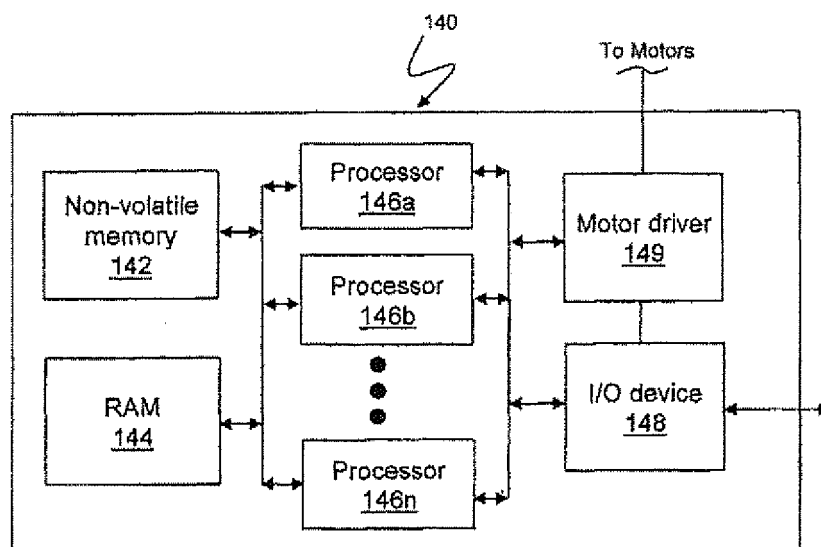 140
To Motors
Non-volatile
memory
142
Processor
146a
Motor driver
149
Processor
146b
RAM
144
I/O device
148
Processor
146n